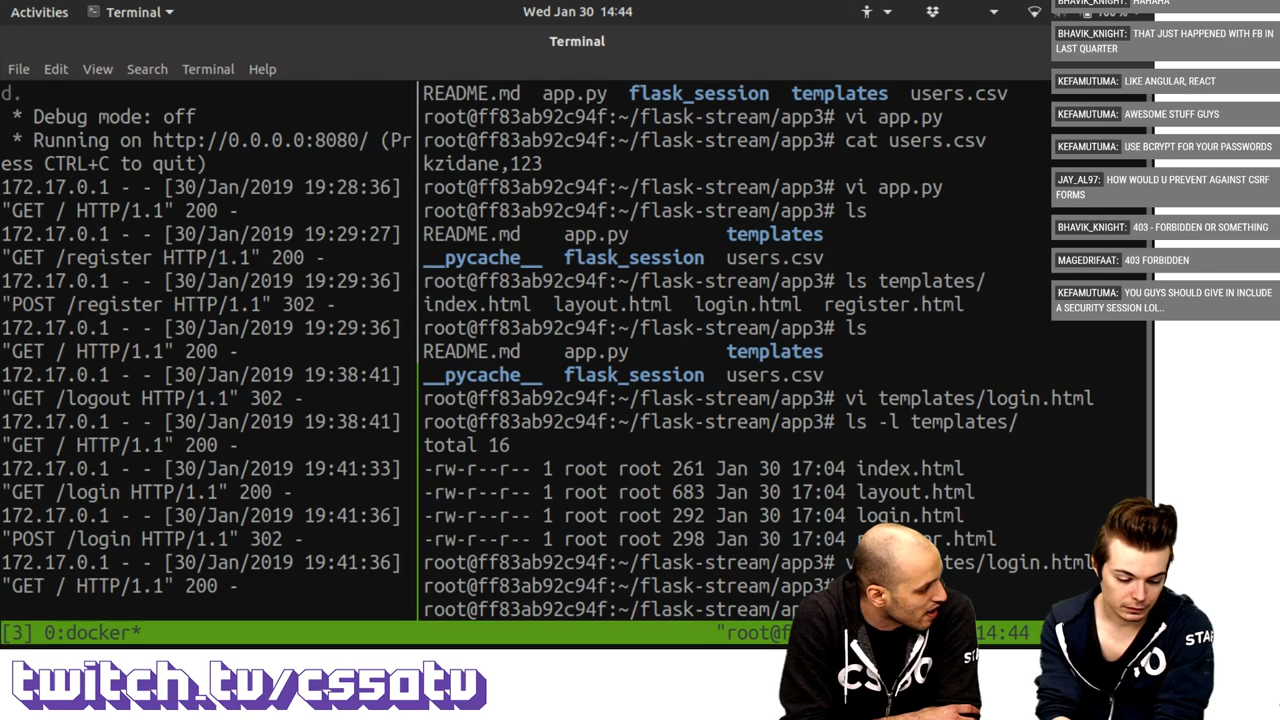 Activities
Terminal
Wed Jan 30 14:44
Terminal
File Edit View Search Terminal Help
d.
* Debug mode: off
* Running on http://0.0.0.0:8080/ (Pr
ess CTRL+C to quit)
172.17.0.1 - - [30/Jan/2019 19:28:36]
"GET / HTTP/1.1" 200 -
172.17.0.1 - - [30/Jan/2019 19:29:27]
"GET /register HTTP/1.1" 200 -
172.17.0.1 - - [30/Jan/2019 19:29:36]
"POST /register HTTP/1.1" 302 -
172.17.0.1 - - [30/Jan/2019 19:29:36]
"GET / HTTP/1.1" 200 -
172.17.0.1 - - [30/Jan/2019 19:38:41]
"GET /logout HTTP/1.1" 302 -
172.17.0.1 - - [30/Jan/2019 19:38:41]
"GET / HTTP/1.1" 200 -
172.17.0.1 - - [30/Jan/2019 19:41:33]
"GET /login HTTP/1.1" 200 -
172.17.0.1 - - [30/Jan/2019 19:41:36]
"POST /login HTTP/1.1" 302 -
172.17.0.1 - - [30/Jan/2019 19:41:36]
"GET / HTTP/1.1" 200 -
README.md app.py flask_session templates users.csv
root@ff83ab92c94f:~/flask-stream/app3# vi app.py
root@ff83ab92c94f:~/flask-stream/app3# cat users.csv
kzidane,123
root@ff83ab92c94f:~/flask-stream/app3# vi app.py
root@ff83ab92c94f:~/flask-stream/app3# ls
README.md app.py templates
__pycache__ flask_session users.csv
root@ff83ab92c94f:~/flask-stream/app3# ls templates/
index.html layout.html login.html register.html
root@ff83ab92c94f:~/flask-stream/app3# ls
README.md app.py templates
__pycache__ flask_session users.csv
root@ff83ab92c94f:~/flask-stream/app3# vi templates/login.html
root@ff83ab92c94f:~/flask-stream/app3# ls -l templates/
total 16
-rw-r--r-- 1 root root 261 Jan 30 17:04 index.html
-rw-r--r-- 1 root root 683 Jan 30 17:04 layout.html
-rw-r--r-- 1 root root 292 Jan 30 17:04 login.html
-rw-r--r-- 1 root root 298 Jan 30 17:04
root@ff83ab92c94f:~/flask-stream/app3#
root@ff83ab92c94f:~/flask-stream/app3#
root@ff83ab92c94f:~/flask-stream/
[3] 0:docker* 14:44
BHAVIK_KNIGHT: HAHAHA
BHAVIK_KNIGHT: THAT JUST HAPPENED WITH FB IN
LAST QUARTER
KEFAMUTUMA: LIKE ANGULAR, REACT
KEFAMUTUMA: AWESOME STUFF GUYS
KEFAMUTUMA: USE BCRYPT FOR YOUR PASSWORDS
JAY_AL97: HOW WOULD U PREVENT AGAINST CSRF
FORMS
BHAVIK_KNIGHT: 403 - FORBIDDEN OR SOMETHING
MAGEDRIFAAT: 403 FORBIDDEN
KEFAMUTUMA: YOU GUYS SHOULD GIVE IN INCLUDE
A SECURITY SESSION LOL..
twitch.tv/cs50tv